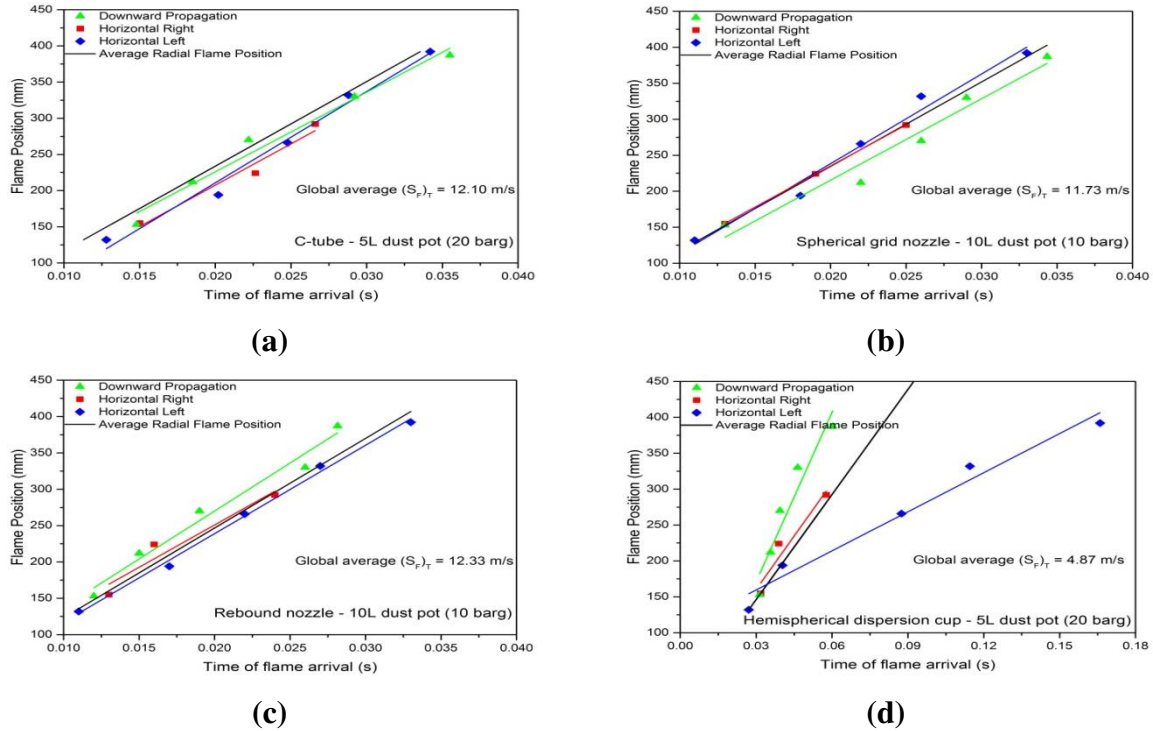 450
400
350
300
250
200
150
100
Flame Position (mm)
Downward Propagation
Horizontal Right
Horizontal Left
Average Radial Flame Position
Global average (S_F)_T = 12.10 m/s
C-tube - 5L dust pot (20 barg)
0.010 0.015 0.020 0.025 0.030 0.035 0.040
Time of flame arrival (s)
(a)
450
400
350
300
250
200
150
100
Flame Position (mm)
Downward Propagation
Horizontal Right
Horizontal Left
Average Radial Flame Position
Global average (S_F)_T = 11.73 m/s
Spherical grid nozzle - 10L dust pot (10 barg)
0.010 0.015 0.020 0.025 0.030 0.035 0.040
Time of flame arrival (s)
(b)
450
400
350
300
250
200
150
100
Flame Position (mm)
Downward Propagation
Horizontal Right
Horizontal Left
Average Radial Flame Position
Global average (S_F)_T = 12.33 m/s
Rebound nozzle - 10L dust pot (10 barg)
0.010 0.015 0.020 0.025 0.030 0.035 0.040
Time of flame arrival (s)
(c)
450
400
350
300
250
200
150
100
Flame Position (mm)
Downward Propagation
Horizontal Right
Horizontal Left
Average Radial Flame Position
Global average (S_F)_T = 4.87 m/s
Hemispherical dispersion cup - 5L dust pot (20 barg)
0.00 0.03 0.06 0.09 0.12 0.15 0.18
Time of flame arrival (s)
(d)